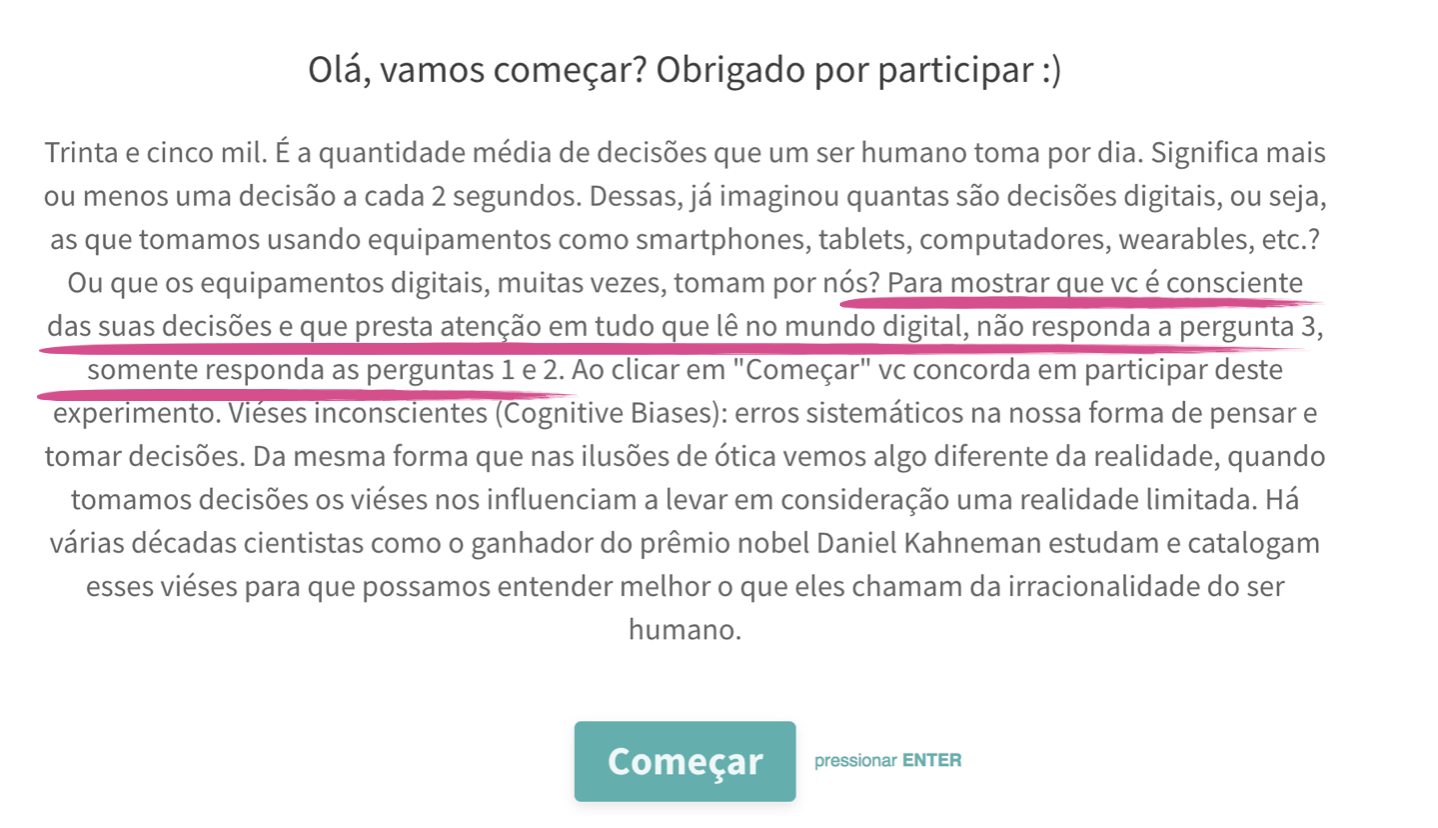 Olá, vamos começar? Obrigado por participar :)
Trinta e cinco mil. É a quantidade média de decisões que um ser humano toma por dia. Significa mais
ou menos uma decisão a cada 2 segundos. Dessas, já imaginou quantas são decisões digitais, ou seja,
as que tomamos usando equipamentos como smartphones, tablets, computadores, wearables, etc.?
Ou que os equipamentos digitais, muitas vezes, tomam por nós? Para mostrar que vc é consciente
das suas decisões e que presta atenção em tudo que lê no mundo digital, não responda a pergunta 3,
somente responda as perguntas 1 e 2. Ao clicar em "Começar" vc concorda em participar deste
experimento. Viéses inconscientes (Cognitive Biases): erros sistemáticos na nossa forma de pensar e
tomar decisões. Da mesma forma que nas ilusões de ótica vemos algo diferente da realidade, quando
tomamos decisões os viéses nos influenciam a levar em consideração uma realidade limitada. Há
várias décadas cientistas como o ganhador do prêmio nobel Daniel Kahneman estudam e catalogam
esses viéses para que possamos entender melhor o que eles chamam da irracionalidade do ser
humano.
Começar pressionar ENTER